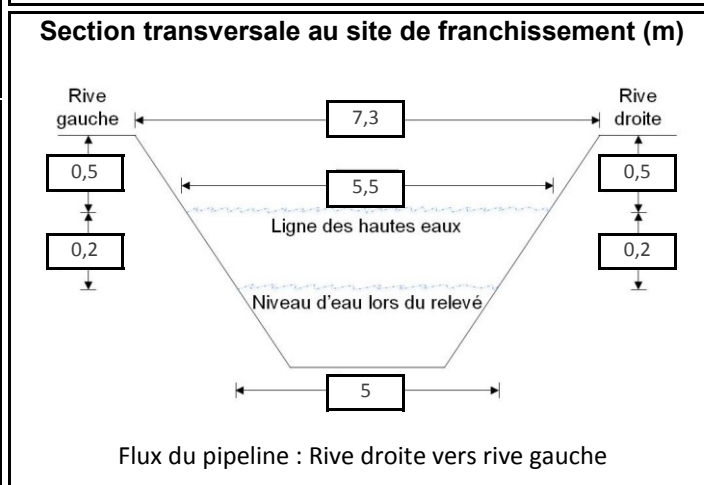 Section transversale au site de franchissement (m)
Rive
gauche
7,3
Rive
droite
0,5
5,5
0,5
Ligne des hautes eaux
0,2
0,2
Niveau d'eau lors du relevé
5
Flux du pipeline : Rive droite vers rive gauche